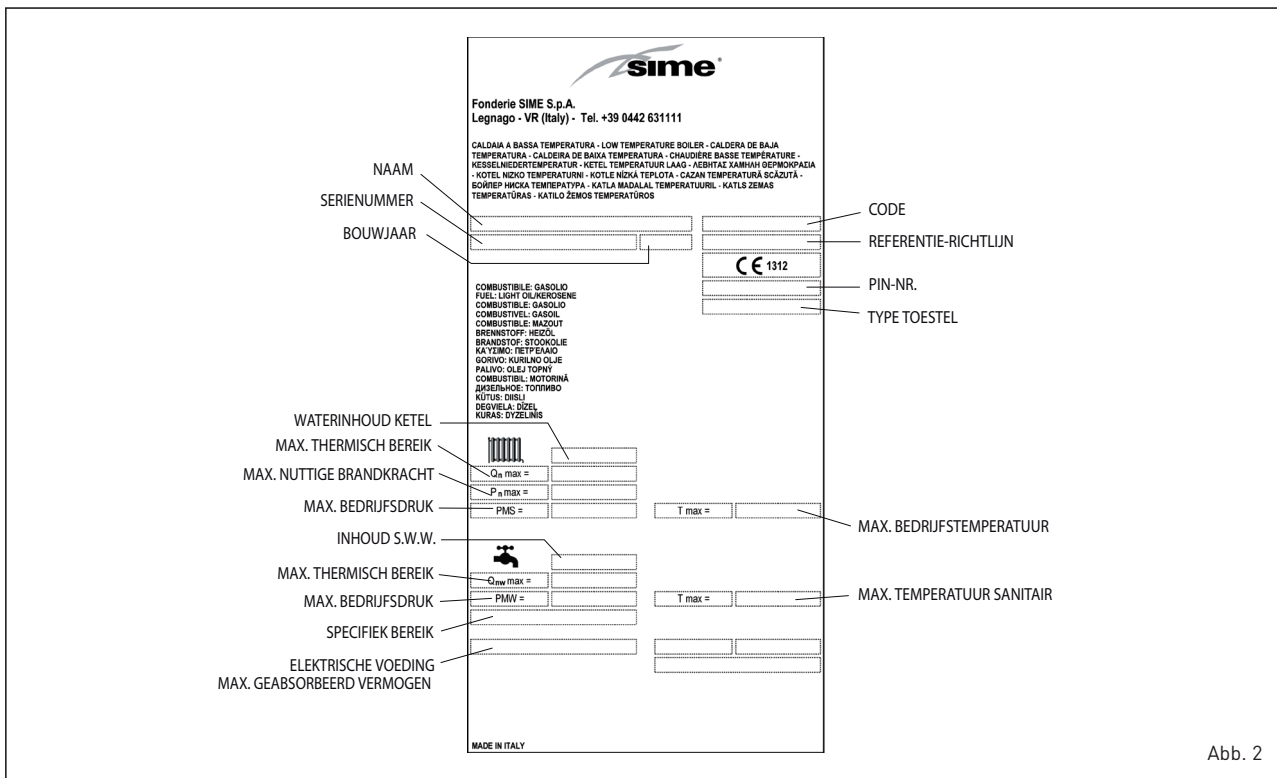 sime®
Fonderie SIME S.p.A.
Legnago - VR (Italy) - Tel. +39 0442 631111
CALDAIA A BASSA TEMPERATURA - LOW TEMPERATURE BOILER - CALDERA DE BAJA
TEMPERATURA - CALDEIRA DE BAIXA TEMPERATURA - CHAUDIÈRE BASSE TEMPÉRATURE -
KESSELNIEDERTEMPERATUR - KETEL TEMPERATUUR LAAG - ΛΕΒΗΤΑΣ ΧΑΜΗΛΗ ΘΕΡΜΟΚΡΑΣΙΑ
- KOTEL NIZKO TEMPERATURNI - KOTLE NÍZKÁ TEPLOTA - CAZAN TEMPERATURĂ SCĂZUTĂ -
БОЙЛЕР НИСКА ТЕМПЕРАТУРА - KATLA MADALAL TEMPERATUURIL - KATLS ZEMAS
TEMPERATŪRAS - KATILO ŽEMOS TEMPERATŪROS
NAAM
SERIENUMMER
BOUWJAAR
CODE
REFERENTIE-RICHTLIJN
CE 1312
PIN-NR.
TYPE TOESTEL
COMBUSTIBILE: GASOLIO
FUEL: LIGHT OIL/KEROSENE
COMBUSTIBLE: GASOLIO
COMBUSTIVEL: GASOIL
COMBUSTIBLE: MAZOUT
BRENNSTOFF: HEIZÖL
BRANDSTOF: STOOKOLIE
ΚΑΎΣΙΜΟ: ΠΕΤΡΈΛΑΙΟ
GORIVO: KURILNO OLJE
PALIVO: OLEJ TOPNÝ
COMBUSTIBIL: MOTORINĂ
ДИЗЕЛЬНОЕ: ТОПЛИВО
KÜTUS: DIISLI
DEGVIELA: DĪZEĻ
KURAS: DYZELINĖS
WATERINHOUD KETEL
MAX. THERMISCH BEREIK
Qn max =
MAX. NUTTIGE BRANDKRACHT
Pn max =
MAX. BEDRIJFSDRUK
PMS =
T max =
MAX. BEDRIJFSTEMPERATUUR
INHOUD S.W.W.
MAX. THERMISCH BEREIK
Qnw max =
MAX. BEDRIJFSDRUK
PMW =
T max =
MAX. TEMPERATUUR SANITAIR
SPECIFIEK BEREIK
ELEKTRISCHE VOEDING
MAX. GEABSORBEERD VERMOGEN
MADE IN ITALY
Abb. 2